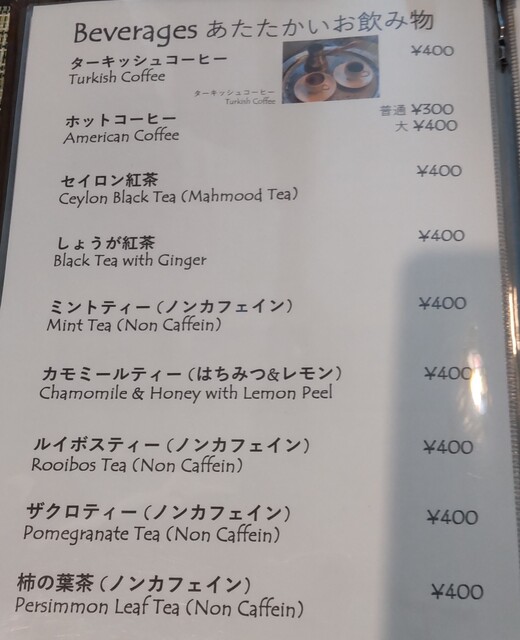 Beverages あたたかいお飲み物
ターキッシュコーヒー ¥400
Turkish Coffee
ターキッシュコーヒー
Turkish Coffee
ホットコーヒー 普通 ¥300
American Coffee 大 ¥400
セイロン紅茶 ¥400
Ceylon Black Tea (Mahmood Tea)
しょうが紅茶 ¥400
Black Tea with Ginger
ミントティー (ノンカフェイン) ¥400
Mint Tea (Non Caffein)
カモミールティー (はちみつ&レモン) ¥400
Chamomile & Honey with Lemon Peel
ルイボスティー (ノンカフェイン) ¥400
Rooibos Tea (Non Caffein)
ザクロティー (ノンカフェイン) ¥400
Pomegranate Tea (Non Caffein)
柿の葉茶 (ノンカフェイン) ¥400
Persimmon Leaf Tea (Non Caffein)